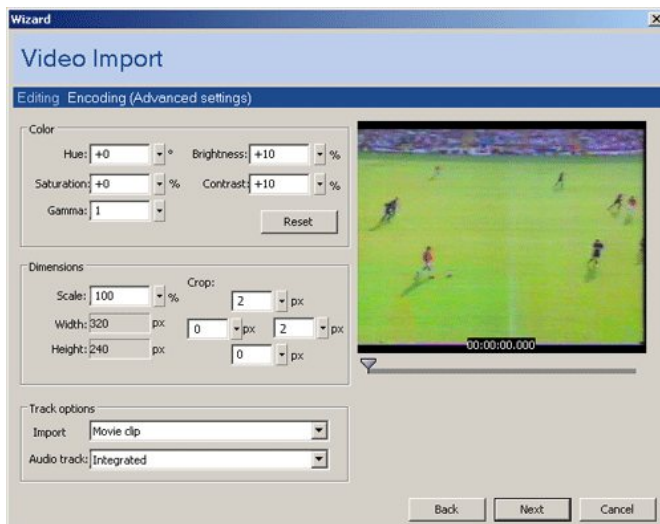 Wizard
Video Import
Editing Encoding (Advanced settings)
Color
Hue: +0 °
Brightness: +10 %
Saturation: +0 %
Contrast: +10 %
Gamma: 1
Reset
Dimensions
Scale: 100 %
Crop:
2 px
Width: 320 px
0 px 2 px
Height: 240 px
0 px
00:00:00.000
Track options
Import Movie clip
Audio track: Integrated
Back Next Cancel